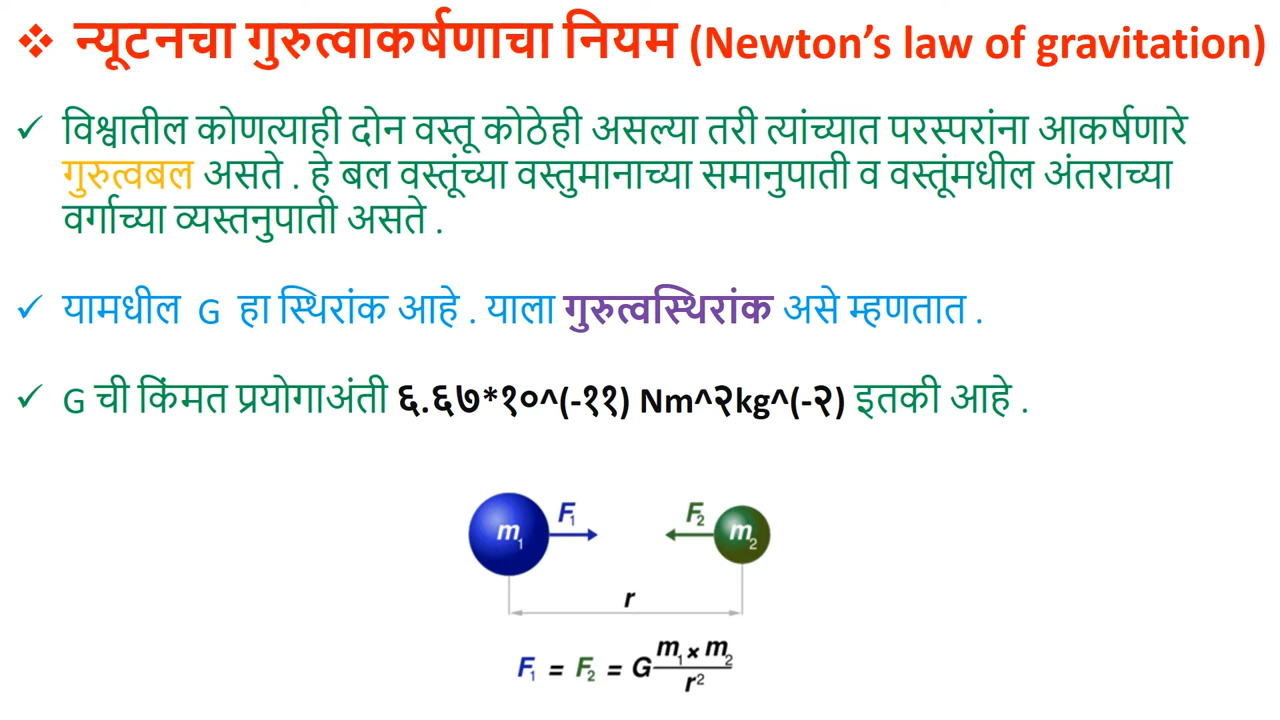 ❖ न्यूटनचा गुरुत्वाकर्षणाचा नियम (Newton’s law of gravitation)
✓ विश्वातील कोणत्याही दोन वस्तू कोठेही असल्या तरी त्यांच्यात परस्परांना आकर्षणारे
गुरुत्वबल असते . हे बल वस्तूंच्या वस्तुमानाच्या समानुपाती व वस्तूंमधील अंतराच्या
वर्गाच्या व्यस्तनुपाती असते .
✓ यामधील G हा स्थिरांक आहे . याला गुरुत्वस्थिरांक असे म्हणतात .
✓ G ची किंमत प्रयोगाअंती ६.६७*१०^(-११) Nm^२kg^(-२) इतकी आहे .
m₁ F₁ F₂ m₂
r
F₁ = F₂ = G (m₁ × m₂) / r²